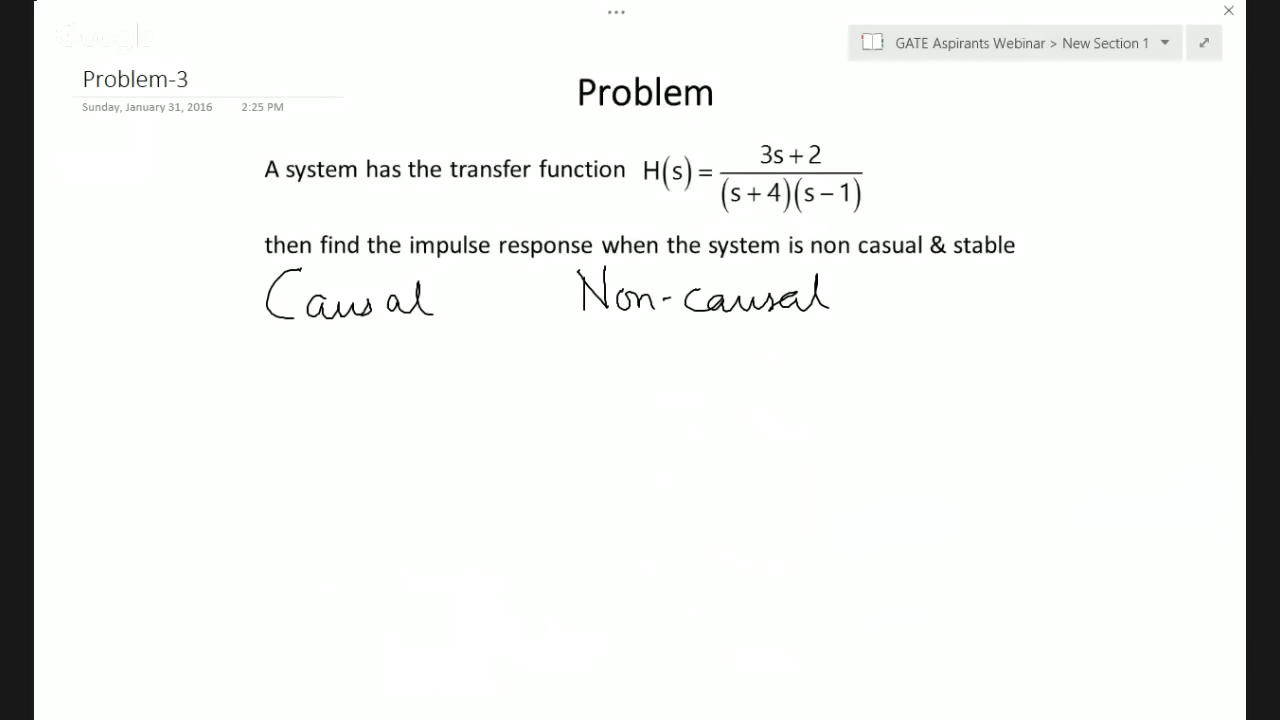 Google
GATE Aspirants Webinar > New Section 1
Problem-3
Sunday, January 31, 2016 2:25 PM
Problem
A system has the transfer function H(s) = (3s + 2) / ((s + 4)(s − 1))
then find the impulse response when the system is non casual & stable
Causal Non-causal